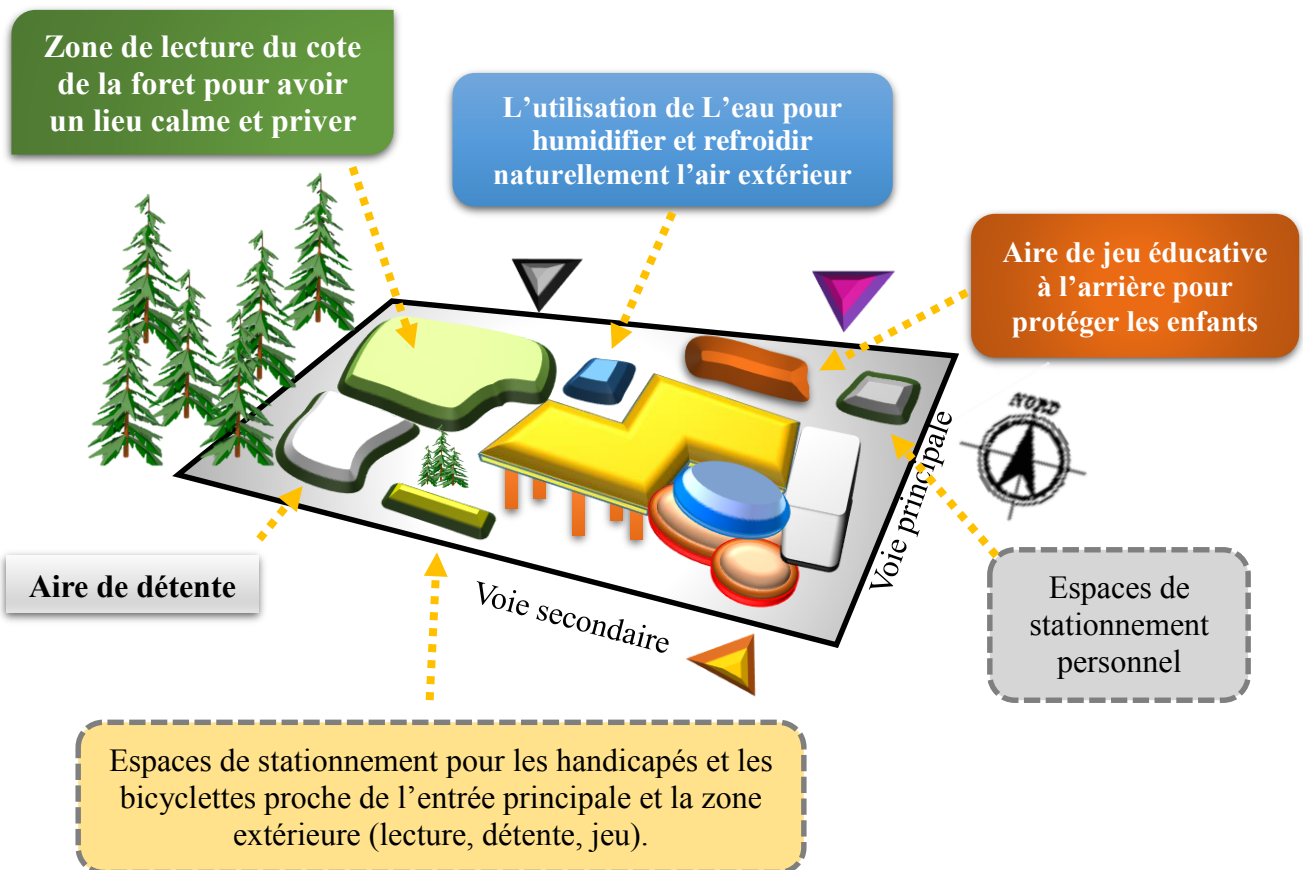 Zone de lecture du cote
de la foret pour avoir
un lieu calme et priver
L’utilisation de L’eau pour
humidifier et refroidir
naturellement l’air extérieur
Aire de jeu éducative
à l’arrière pour
protéger les enfants
NORD
Voie principale
Aire de détente
Voie secondaire
Espaces de
stationnement
personnel
Espaces de stationnement pour les handicapés et les
bicyclettes proche de l’entrée principale et la zone
extérieure (lecture, détente, jeu).